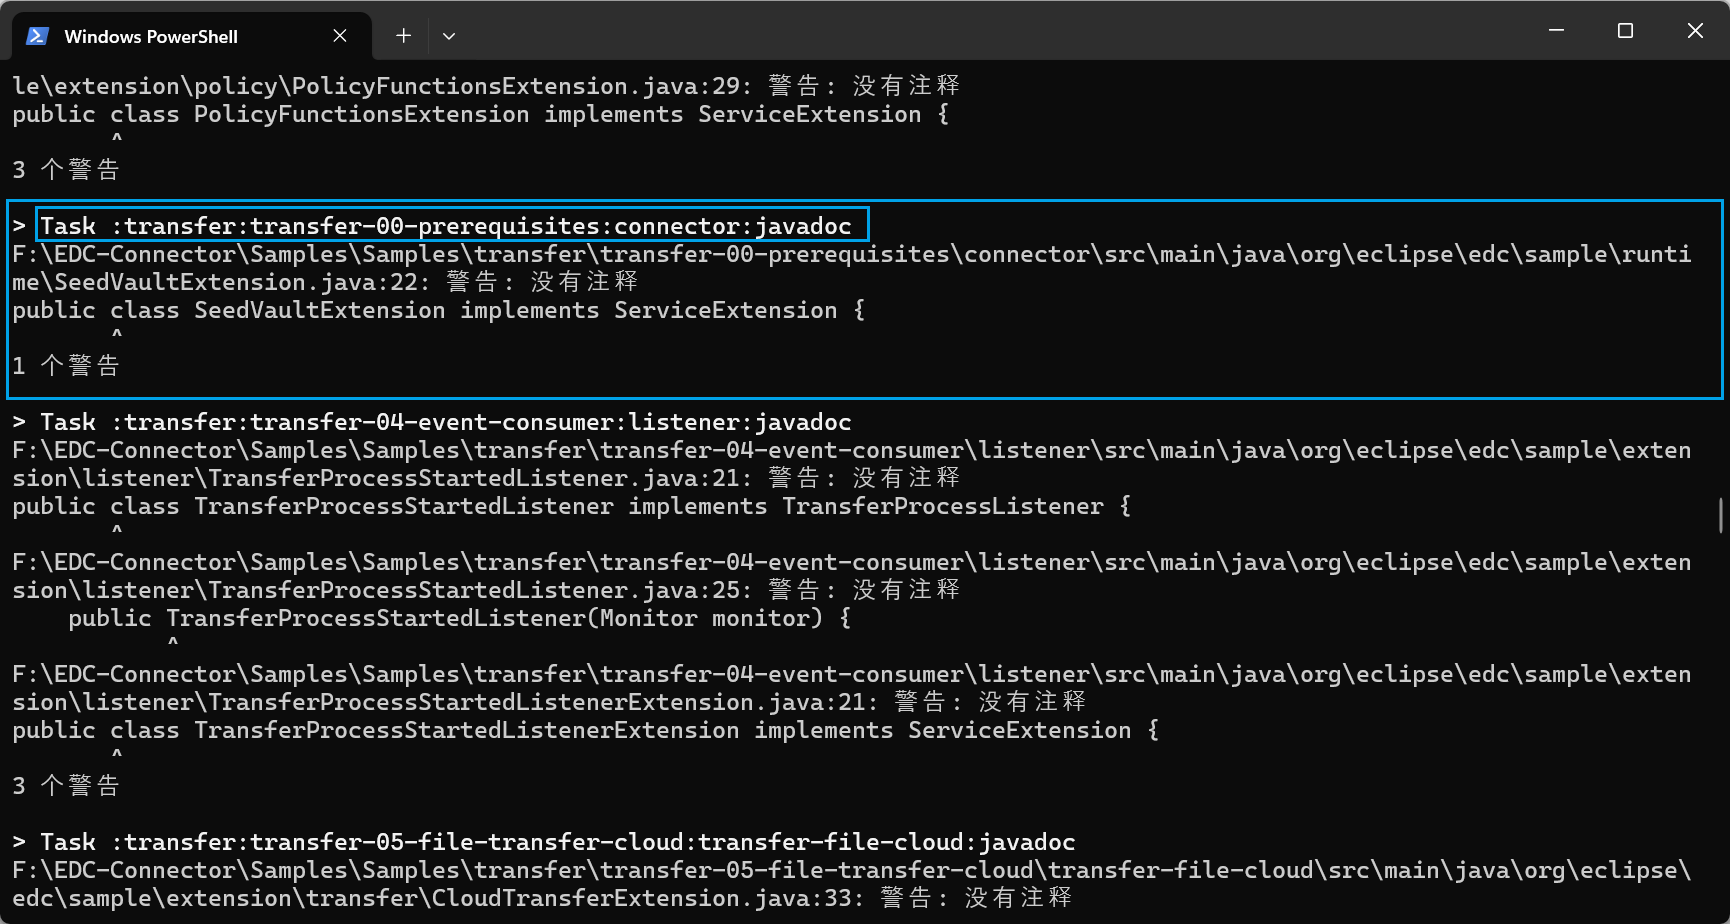 Windows PowerShell
le\extension\policy\PolicyFunctionsExtension.java:29: 警告: 没有注释
public class PolicyFunctionsExtension implements ServiceExtension {
       ^
3 个警告
> Task :transfer:transfer-00-prerequisites:connector:javadoc
F:\EDC-Connector\Samples\Samples\transfer\transfer-00-prerequisites\connector\src\main\java\org\eclipse\edc\sample\runti
me\SeedVaultExtension.java:22: 警告: 没有注释
public class SeedVaultExtension implements ServiceExtension {
       ^
1 个警告
> Task :transfer:transfer-04-event-consumer:listener:javadoc
F:\EDC-Connector\Samples\Samples\transfer\transfer-04-event-consumer\listener\src\main\java\org\eclipse\edc\sample\exten
sion\listener\TransferProcessStartedListener.java:21: 警告: 没有注释
public class TransferProcessStartedListener implements TransferProcessListener {
       ^
F:\EDC-Connector\Samples\Samples\transfer\transfer-04-event-consumer\listener\src\main\java\org\eclipse\edc\sample\exten
sion\listener\TransferProcessStartedListener.java:25: 警告: 没有注释
    public TransferProcessStartedListener(Monitor monitor) {
           ^
F:\EDC-Connector\Samples\Samples\transfer\transfer-04-event-consumer\listener\src\main\java\org\eclipse\edc\sample\exten
sion\listener\TransferProcessStartedListenerExtension.java:21: 警告: 没有注释
public class TransferProcessStartedListenerExtension implements ServiceExtension {
       ^
3 个警告
> Task :transfer:transfer-05-file-transfer-cloud:transfer-file-cloud:javadoc
F:\EDC-Connector\Samples\Samples\transfer\transfer-05-file-transfer-cloud\transfer-file-cloud\src\main\java\org\eclipse\
edc\sample\extension\transfer\CloudTransferExtension.java:33: 警告: 没有注释